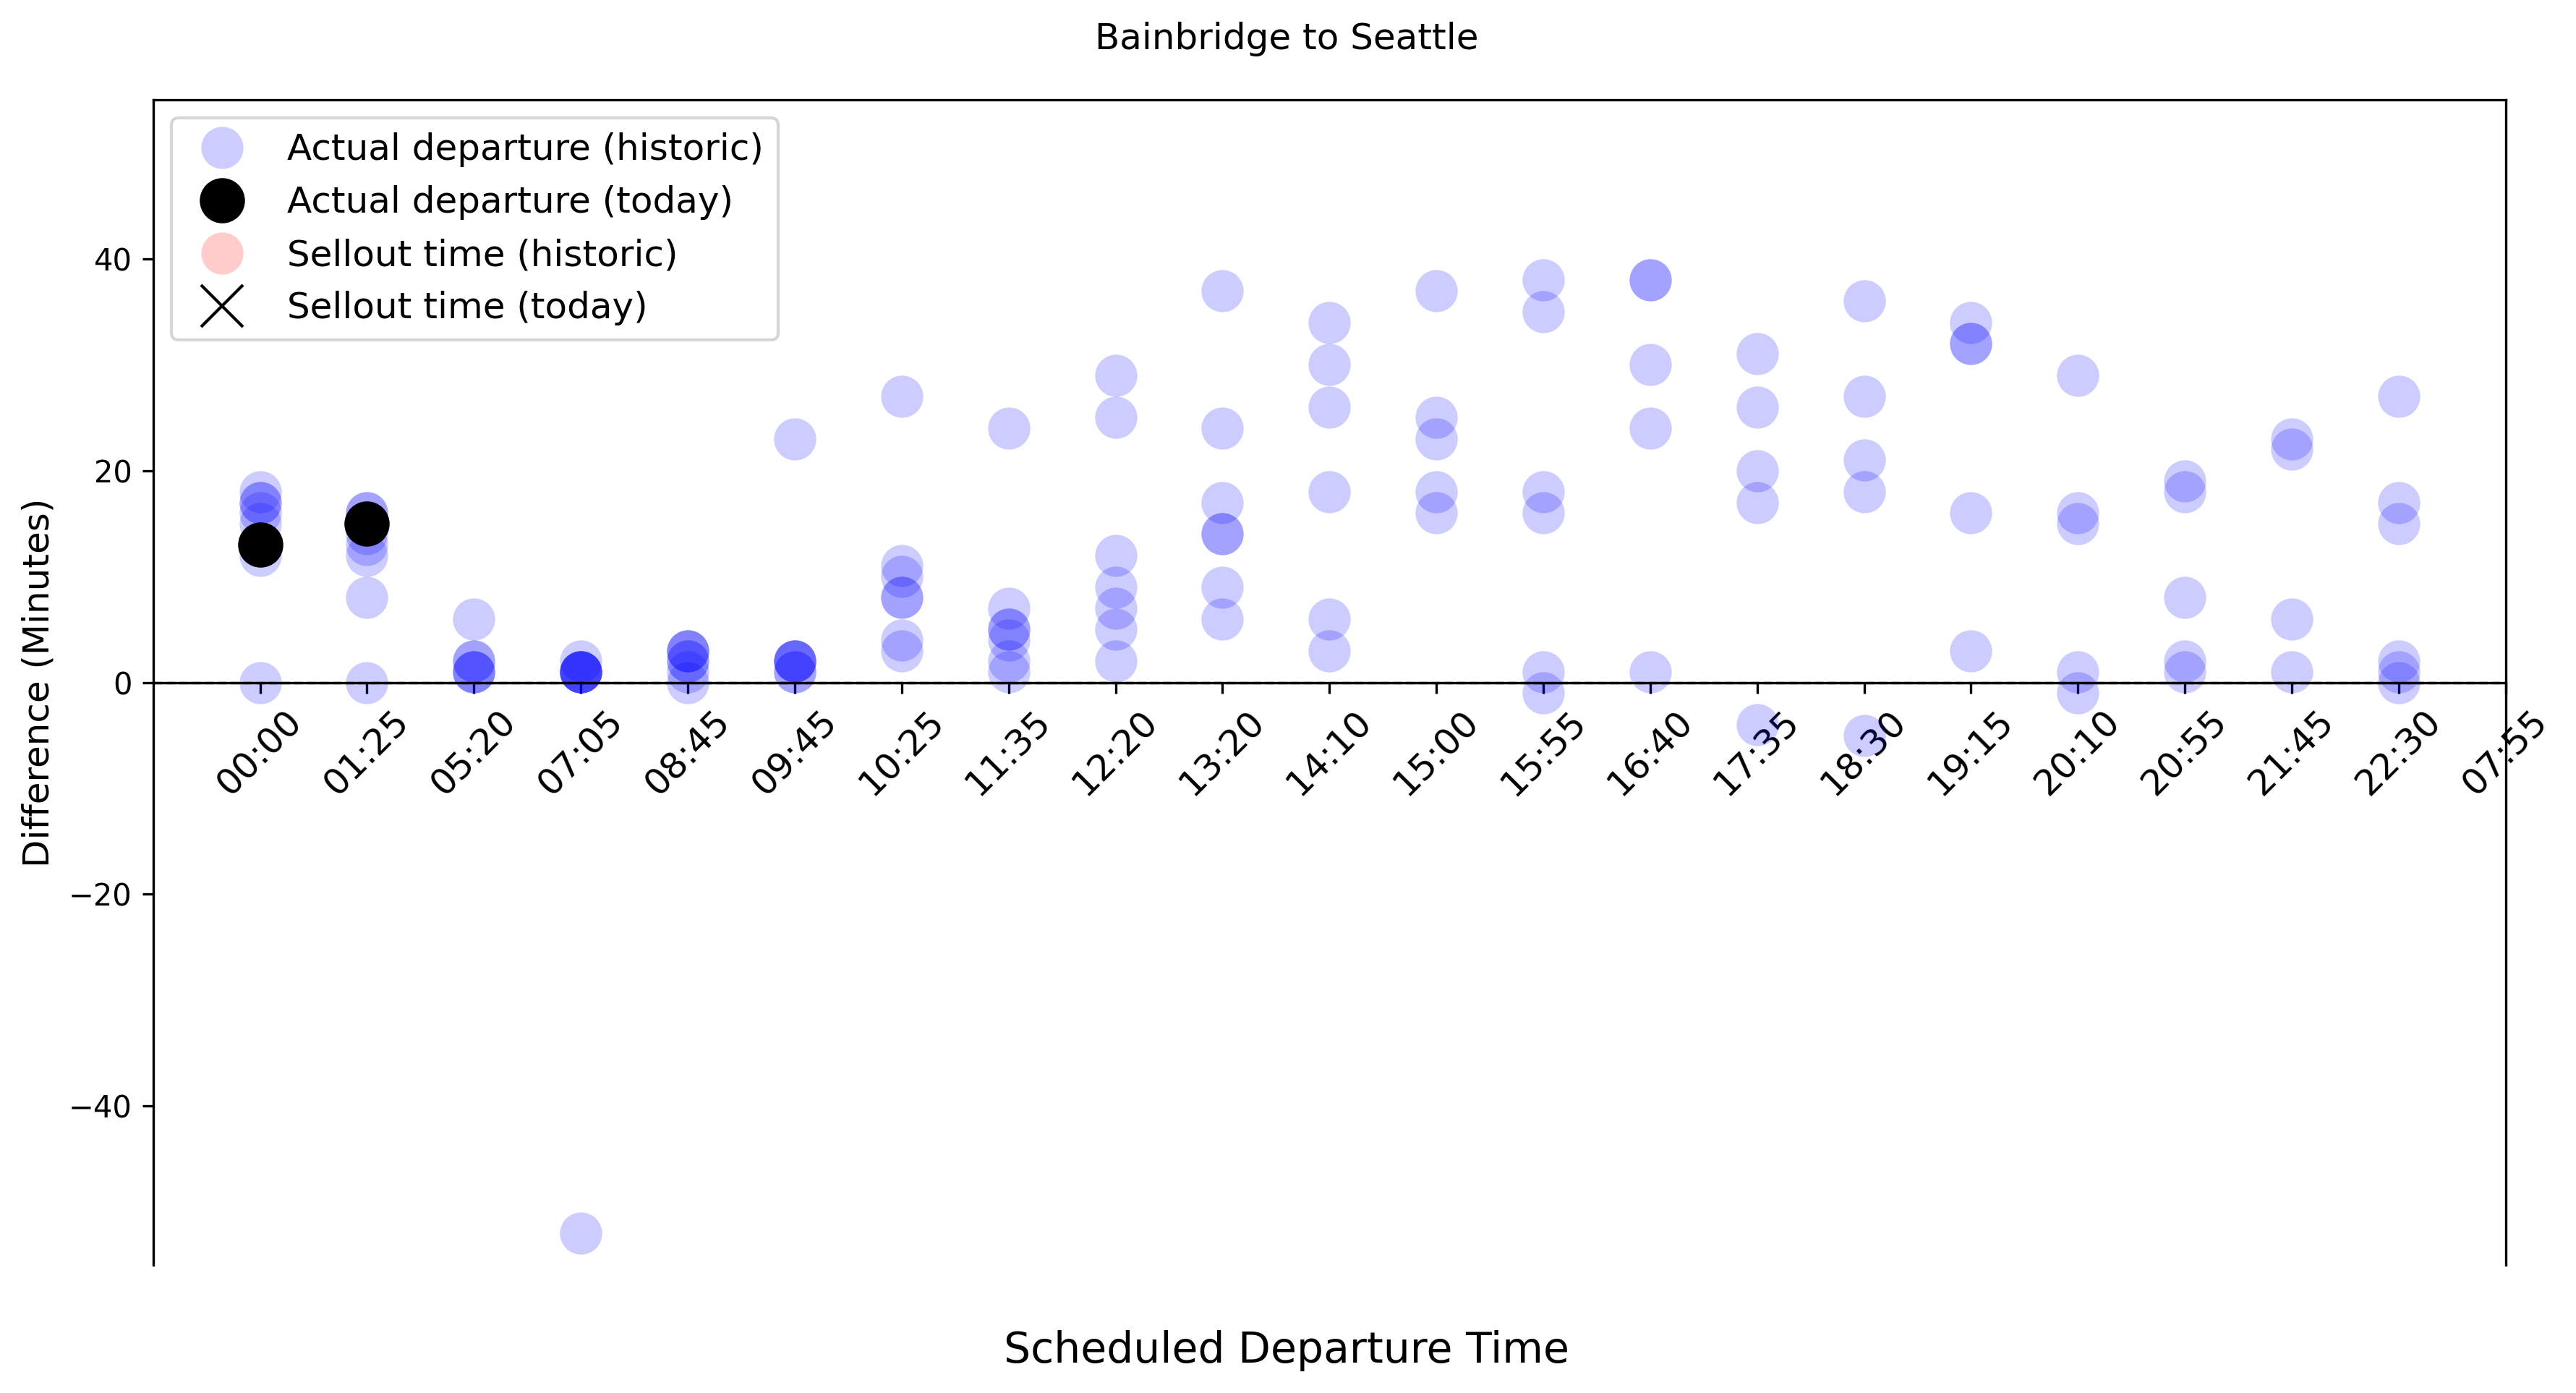 Bainbridge to Seattle
Actual departure (historic)
Actual departure (today)
Sellout time (historic)
Sellout time (today)
Difference (Minutes)
40
20
0
−20
−40
00:00 01:25 05:20 07:05 08:45 09:45 10:25 11:35 12:20 13:20 14:10 15:00 15:55 16:40 17:35 18:30 19:15 20:10 20:55 21:45 22:30 07:55
Scheduled Departure Time